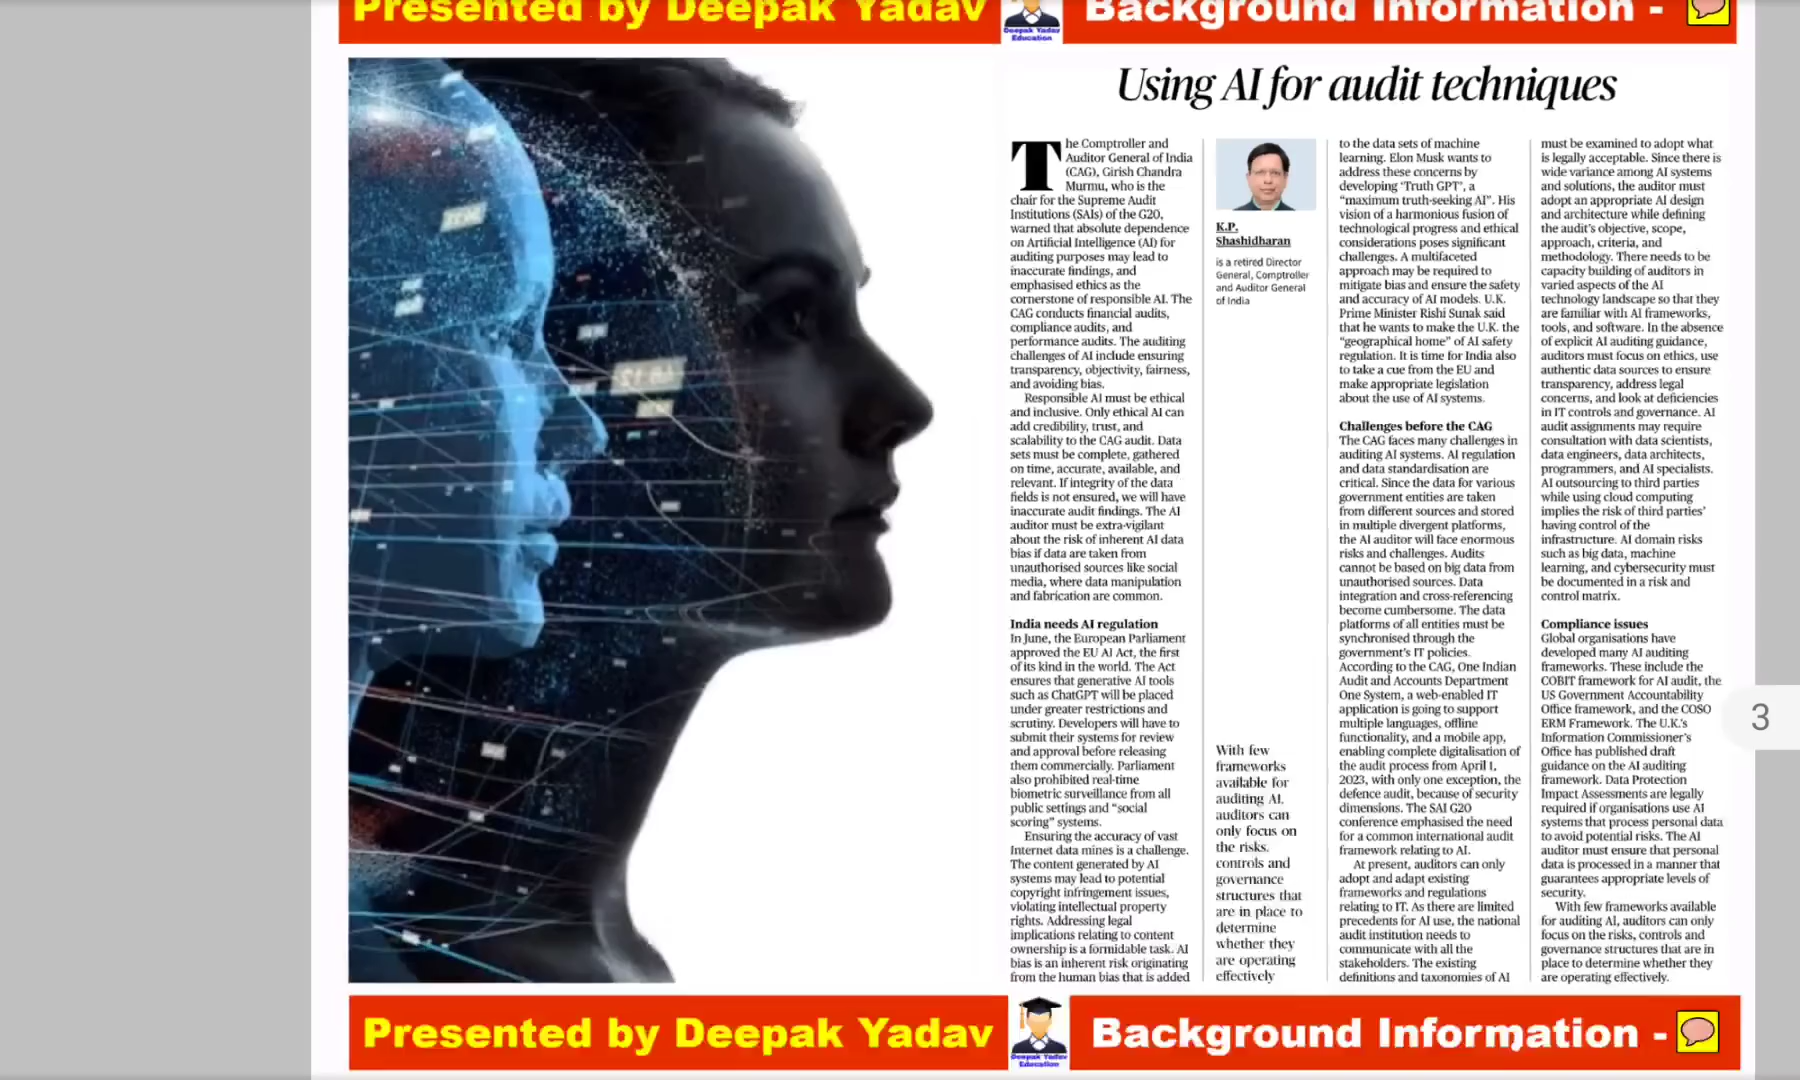 Presented by Deepak Yadav
Deepak Yadav
Education
Background Information -
Using AI for audit techniques
The Comptroller and
Auditor General of India
(CAG), Girish Chandra
Murmu, who is the
chair for the Supreme Audit
Institutions (SAIs) of the G20,
warned that absolute dependence
on Artificial Intelligence (AI) for
auditing purposes may lead to
inaccurate findings, and
emphasised ethics as the
cornerstone of responsible AI. The
CAG conducts financial audits,
compliance audits, and
performance audits. The auditing
challenges of AI include ensuring
transparency, objectivity, fairness,
and avoiding bias.
Responsible AI must be ethical
and inclusive. Only ethical AI can
add credibility, trust, and
scalability to the CAG audit. Data
sets must be complete, gathered
on time, accurate, available, and
relevant. If integrity of the data
fields is not ensured, we will have
inaccurate audit findings. The AI
auditor must be extra-vigilant
about the risk of inherent AI data
bias if data are taken from
unauthorised sources like social
media, where data manipulation
and fabrication are common.
India needs AI regulation
In June, the European Parliament
approved the EU AI Act, the first
of its kind in the world. The Act
ensures that generative AI tools
such as ChatGPT will be placed
under greater restrictions and
scrutiny. Developers will have to
submit their systems for review
and approval before releasing
them commercially. Parliament
also prohibited real-time
biometric surveillance from all
public settings and “social
scoring” systems.
Ensuring the accuracy of vast
Internet data mines is a challenge.
The content generated by AI
systems may lead to potential
copyright infringement issues,
violating intellectual property
rights. Addressing legal
implications relating to content
ownership is a formidable task. AI
bias is an inherent risk originating
from the human bias that is added
K.P.
Shashidharan
is a retired Director
General, Comptroller
and Auditor General
of India
With few
frameworks
available for
auditing AI,
auditors can
only focus on
the risks,
controls and
governance
structures that
are in place to
determine
whether they
are operating
effectively
to the data sets of machine
learning. Elon Musk wants to
address these concerns by
developing ‘Truth GPT’, a
“maximum truth-seeking AI”. His
vision of a harmonious fusion of
technological progress and ethical
considerations poses significant
challenges. A multifaceted
approach may be required to
mitigate bias and ensure the safety
and accuracy of AI models. U.K.
Prime Minister Rishi Sunak said
that he wants to make the U.K. the
“geographical home” of AI safety
regulation. It is time for India also
to take a cue from the EU and
make appropriate legislation
about the use of AI systems.
Challenges before the CAG
The CAG faces many challenges in
auditing AI systems. AI regulation
and data standardisation are
critical. Since the data for various
government entities are taken
from different sources and stored
in multiple divergent platforms,
the AI auditor will face enormous
risks and challenges. Audits
cannot be based on big data from
unauthorised sources. Data
integration and cross-referencing
become cumbersome. The data
platforms of all entities must be
synchronised through the
government’s IT policies.
According to the CAG, One Indian
Audit and Accounts Department
One System, a web-enabled IT
application is going to support
multiple languages, offline
functionality, and a mobile app,
enabling complete digitalisation of
the audit process from April 1,
2023, with only one exception, the
defence audit, because of security
dimensions. The SAI G20
conference emphasised the need
for a common international audit
framework relating to AI.
At present, auditors can only
adopt and adapt existing
frameworks and regulations
relating to IT. As there are limited
precedents for AI use, the national
audit institution needs to
communicate with all the
stakeholders. The existing
definitions and taxonomies of AI
must be examined to adopt what
is legally acceptable. Since there is
wide variance among AI systems
and solutions, the auditor must
adopt an appropriate AI design
and architecture while defining
the audit’s objective, scope,
approach, criteria, and
methodology. There needs to be
capacity building of auditors in
varied aspects of the AI
technology landscape so that they
are familiar with AI frameworks,
tools, and software. In the absence
of explicit AI auditing guidance,
auditors must focus on ethics, use
authentic data sources to ensure
transparency, address legal
concerns, and look at deficiencies
in IT controls and governance. AI
audit assignments may require
consultation with data scientists,
data engineers, data architects,
programmers, and AI specialists.
AI outsourcing to third parties
while using cloud computing
implies the risk of third parties’
having control of the
infrastructure. AI domain risks
such as big data, machine
learning, and cybersecurity must
be documented in a risk and
control matrix.
Compliance issues
Global organisations have
developed many AI auditing
frameworks. These include the
COBIT framework for AI audit, the
US Government Accountability
Office framework, and the COSO
ERM Framework. The U.K.’s
Information Commissioner’s
Office has published draft
guidance on the AI auditing
framework. Data Protection
Impact Assessments are legally
required if organisations use AI
systems that process personal data
to avoid potential risks. The AI
auditor must ensure that personal
data is processed in a manner that
guarantees appropriate levels of
security.
With few frameworks available
for auditing AI, auditors can only
focus on the risks, controls and
governance structures that are in
place to determine whether they
are operating effectively.
3
Presented by Deepak Yadav
Deepak Yadav
Education
Background Information -